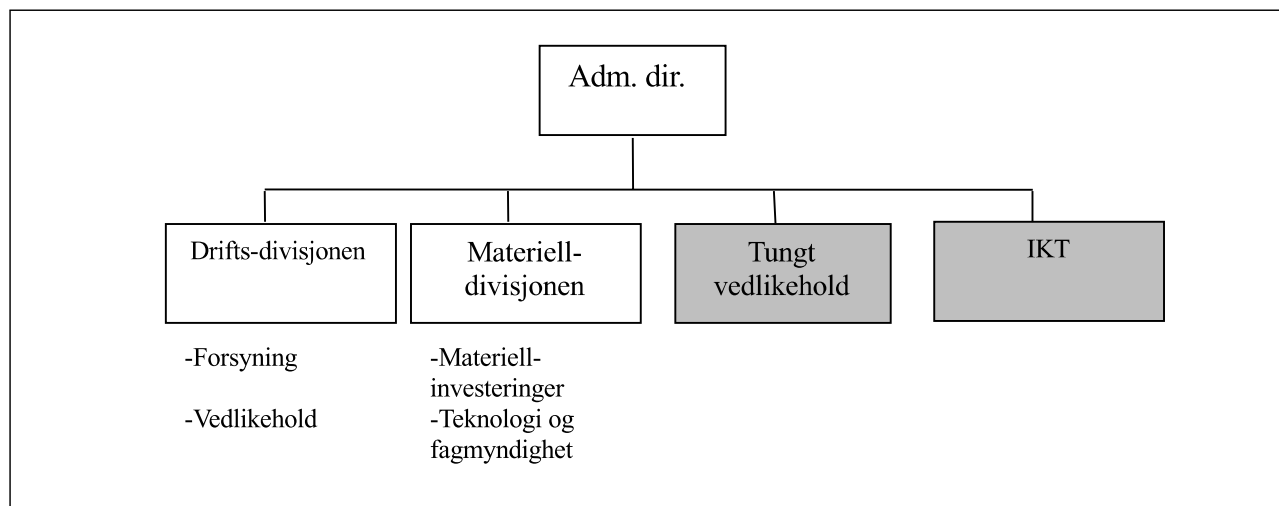 Adm. dir.
Drifts-divisjonen
Materiell-
divisjonen
Tungt
vedlikehold
IKT
-Forsyning
-Vedlikehold
-Materiell-
investeringer
-Teknologi og
fagmyndighet